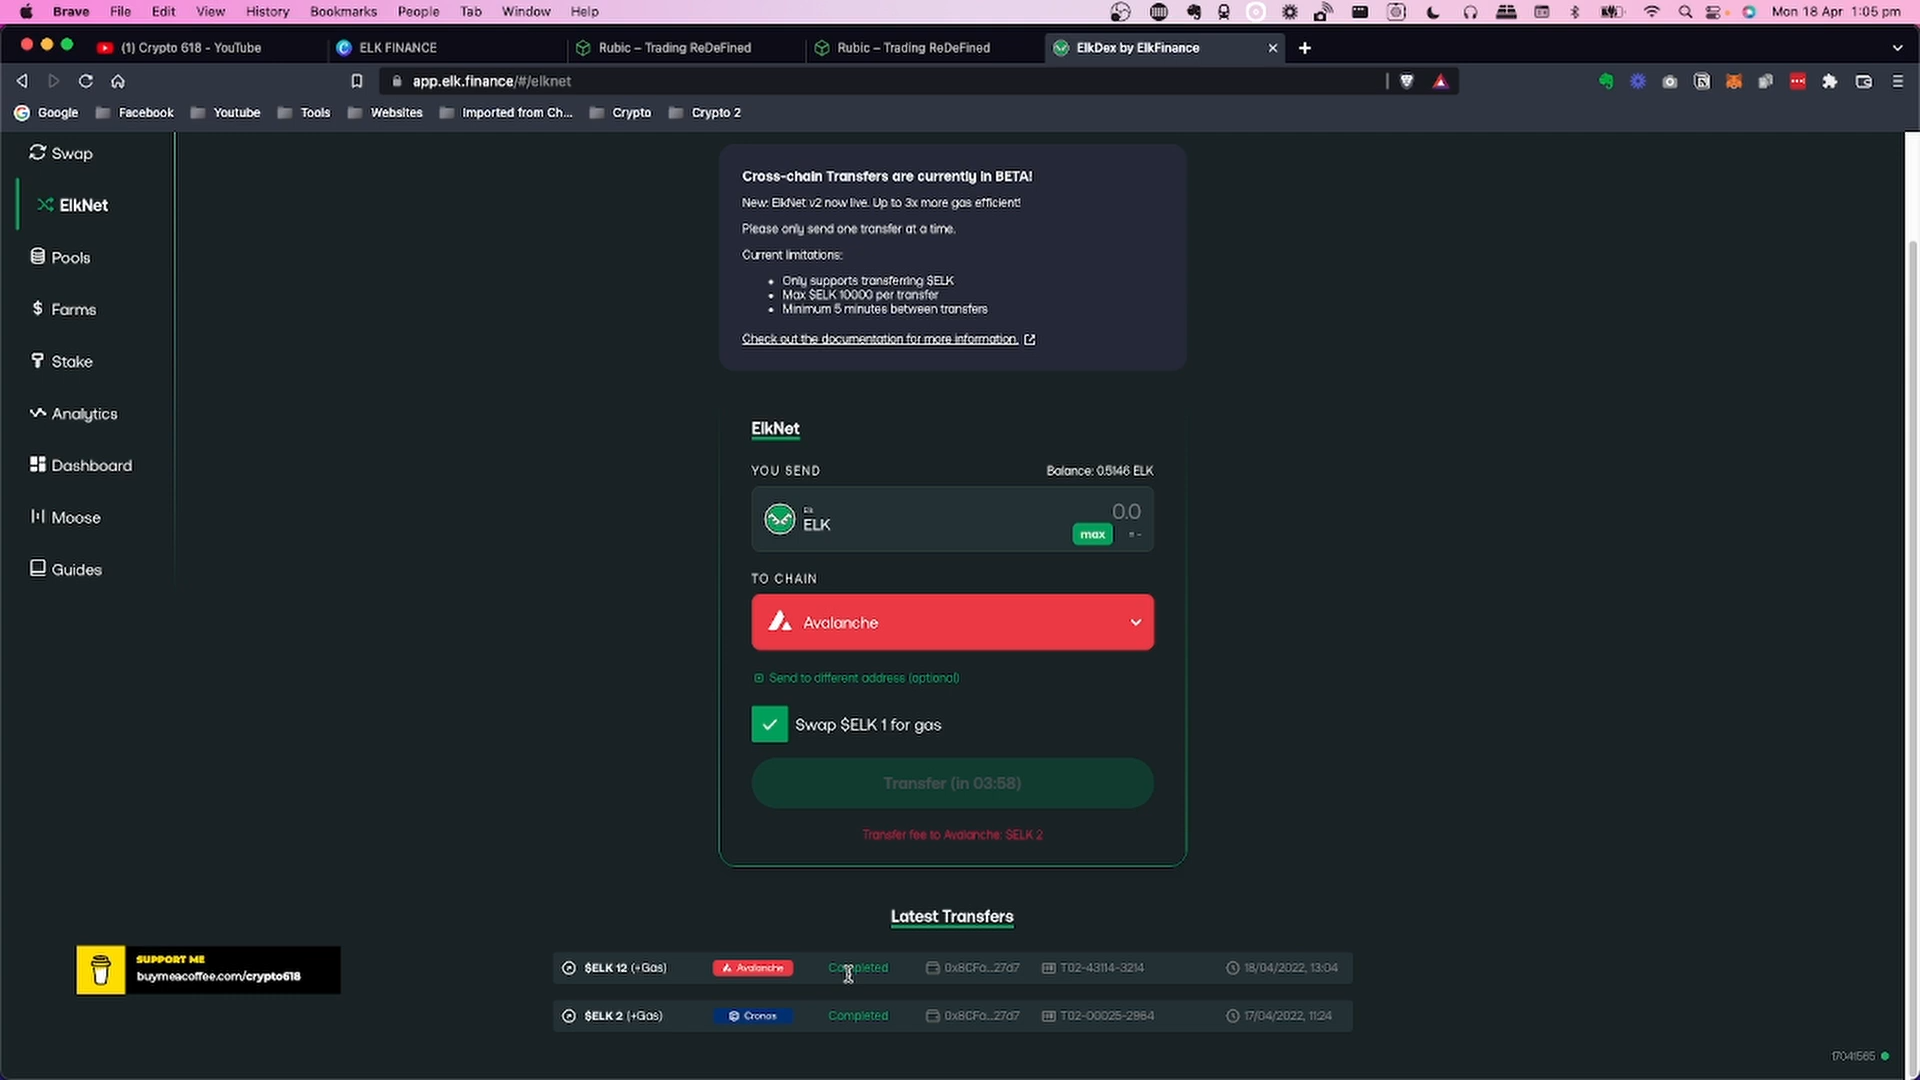 Brave File Edit View History Bookmarks People Tab Window Help Mon 18 Apr 1:05 pm
(1) Crypto 618 - YouTube ELK FINANCE Rubic – Trading ReDeFined Rubic – Trading ReDeFined ElkDex by ElkFinance
app.elk.finance/#/elknet
Google Facebook Youtube Tools Websites Imported from Ch... Crypto Crypto 2
Swap
ElkNet
Pools
Farms
Stake
Analytics
Dashboard
Moose
Guides
Cross-chain Transfers are currently in BETA!
New: ElkNet v2 now live. Up to 3x more gas efficient!
Please only send one transfer at a time.
Current limitations:
Only supports transferring $ELK
Max $ELK 10000 per transfer
Minimum 5 minutes between transfers
Check out the documentation for more information.
ElkNet
YOU SEND Balance: 0.5146 ELK
Elk
ELK 0.0
max = -
TO CHAIN
Avalanche
Send to different address (optional)
Swap $ELK 1 for gas
Transfer (in 03:58)
Transfer fee to Avalanche: $ELK 2
Latest Transfers
$ELK 12 (+Gas) Avalanche Completed 0x8CFa...27d7 T02-43114-3214 18/04/2022, 13:04
$ELK 2 (+Gas) Cronos Completed 0x8CFa...27d7 T02-00025-2964 17/04/2022, 11:24
SUPPORT ME
buymeacoffee.com/crypto618
17041565